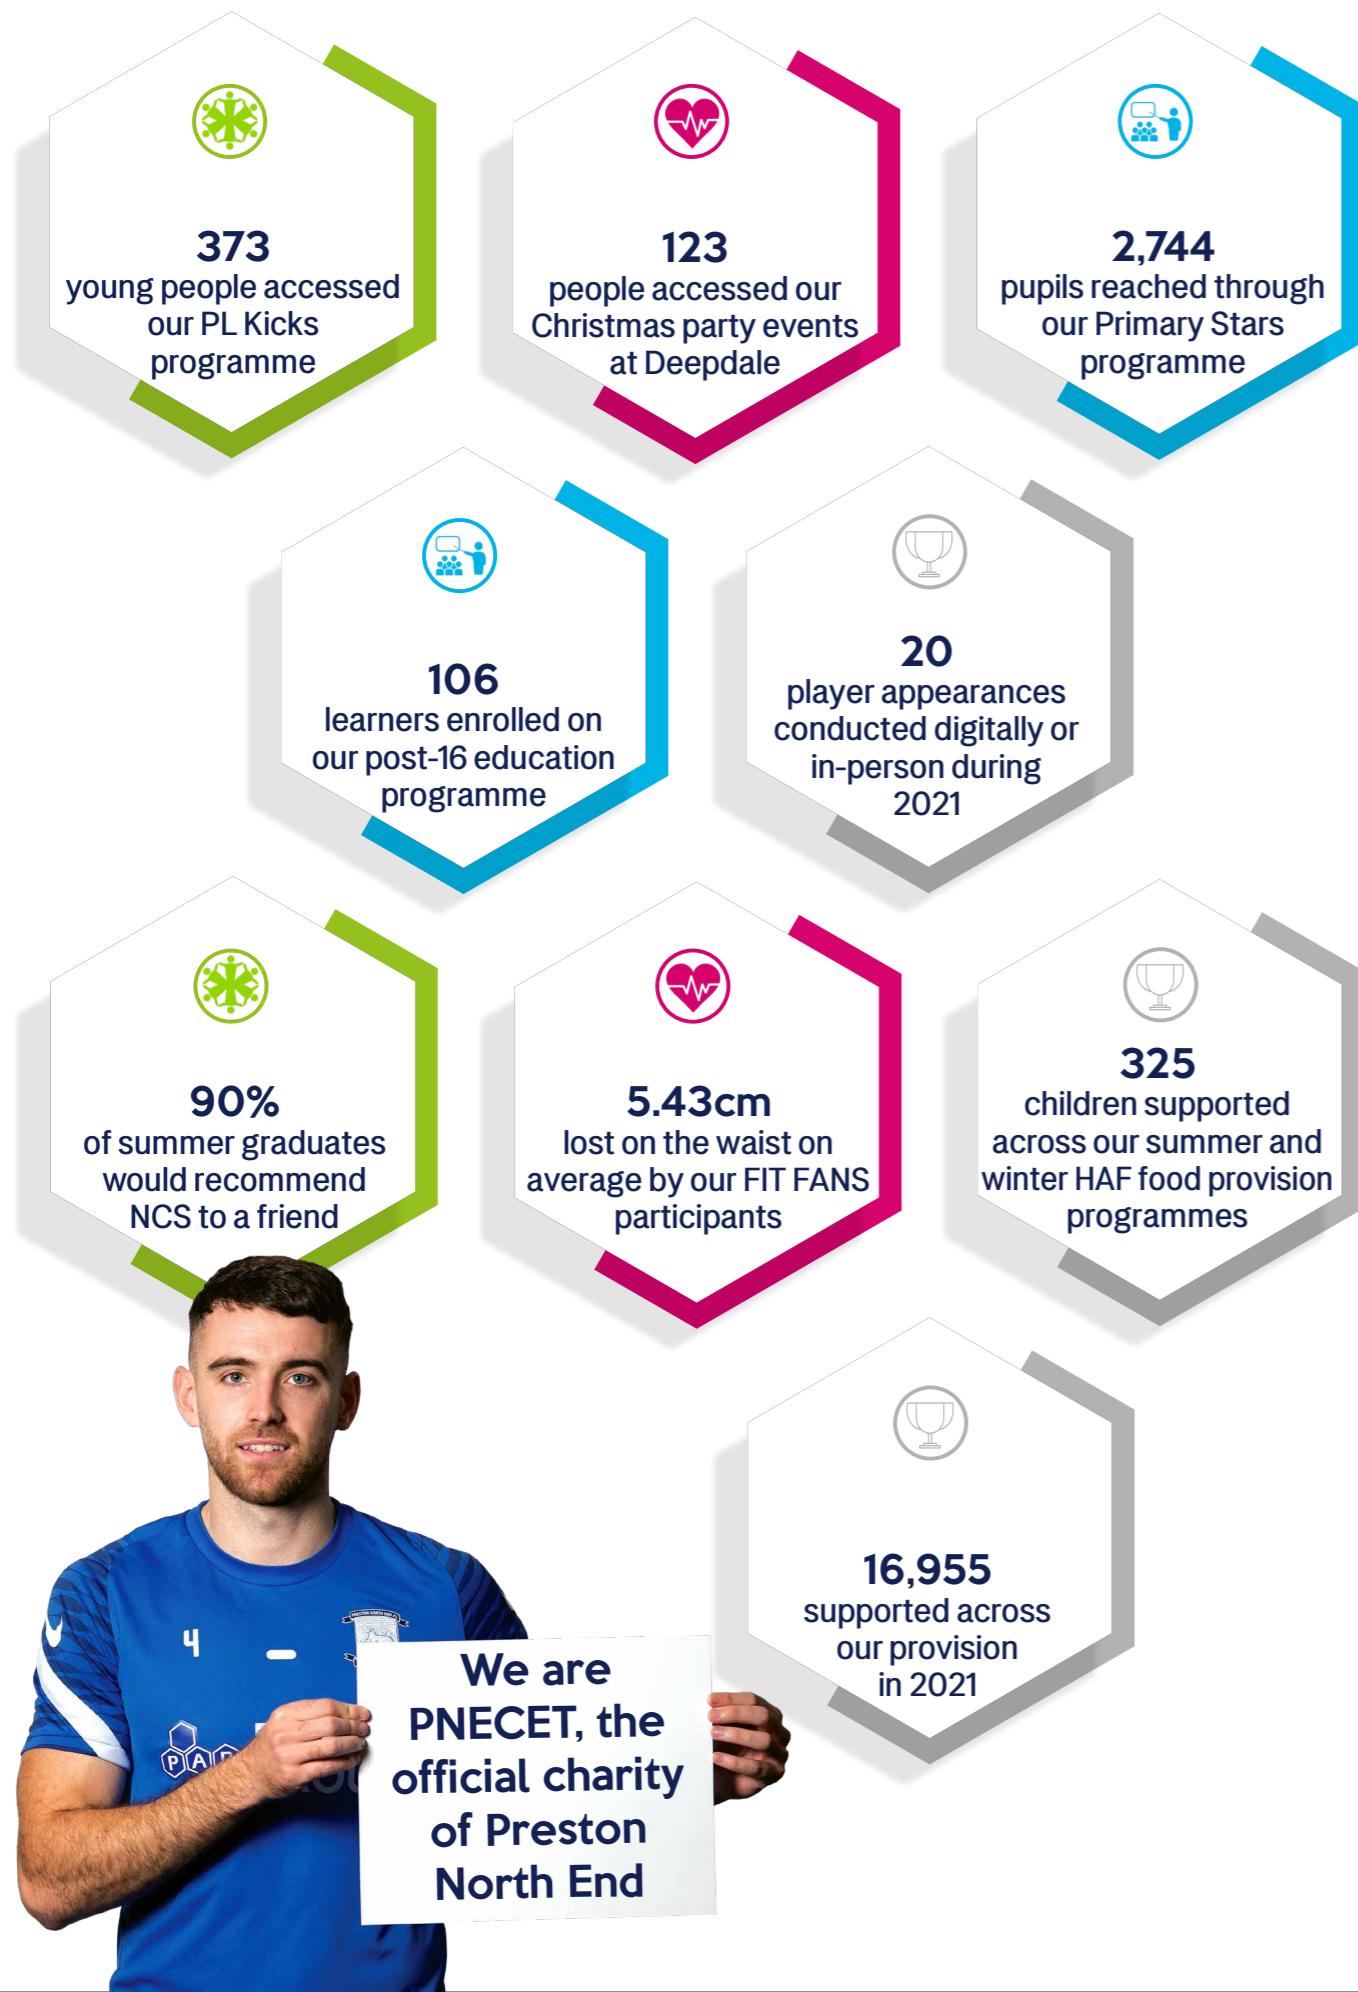 373
young people accessed
our PL Kicks
programme
123
people accessed our
Christmas party events
at Deepdale
2,744
pupils reached through
our Primary Stars
programme
106
learners enrolled on
our post-16 education
programme
20
player appearances
conducted digitally or
in-person during
2021
90%
of summer graduates
would recommend
NCS to a friend
5.43cm
lost on the waist on
average by our FIT FANS
participants
325
children supported
across our summer and
winter HAF food provision
programmes
16,955
supported across
our provision
in 2021
PRESTON NORTH END FC
4
PAR
We are
PNECET, the
official charity
of Preston
North End